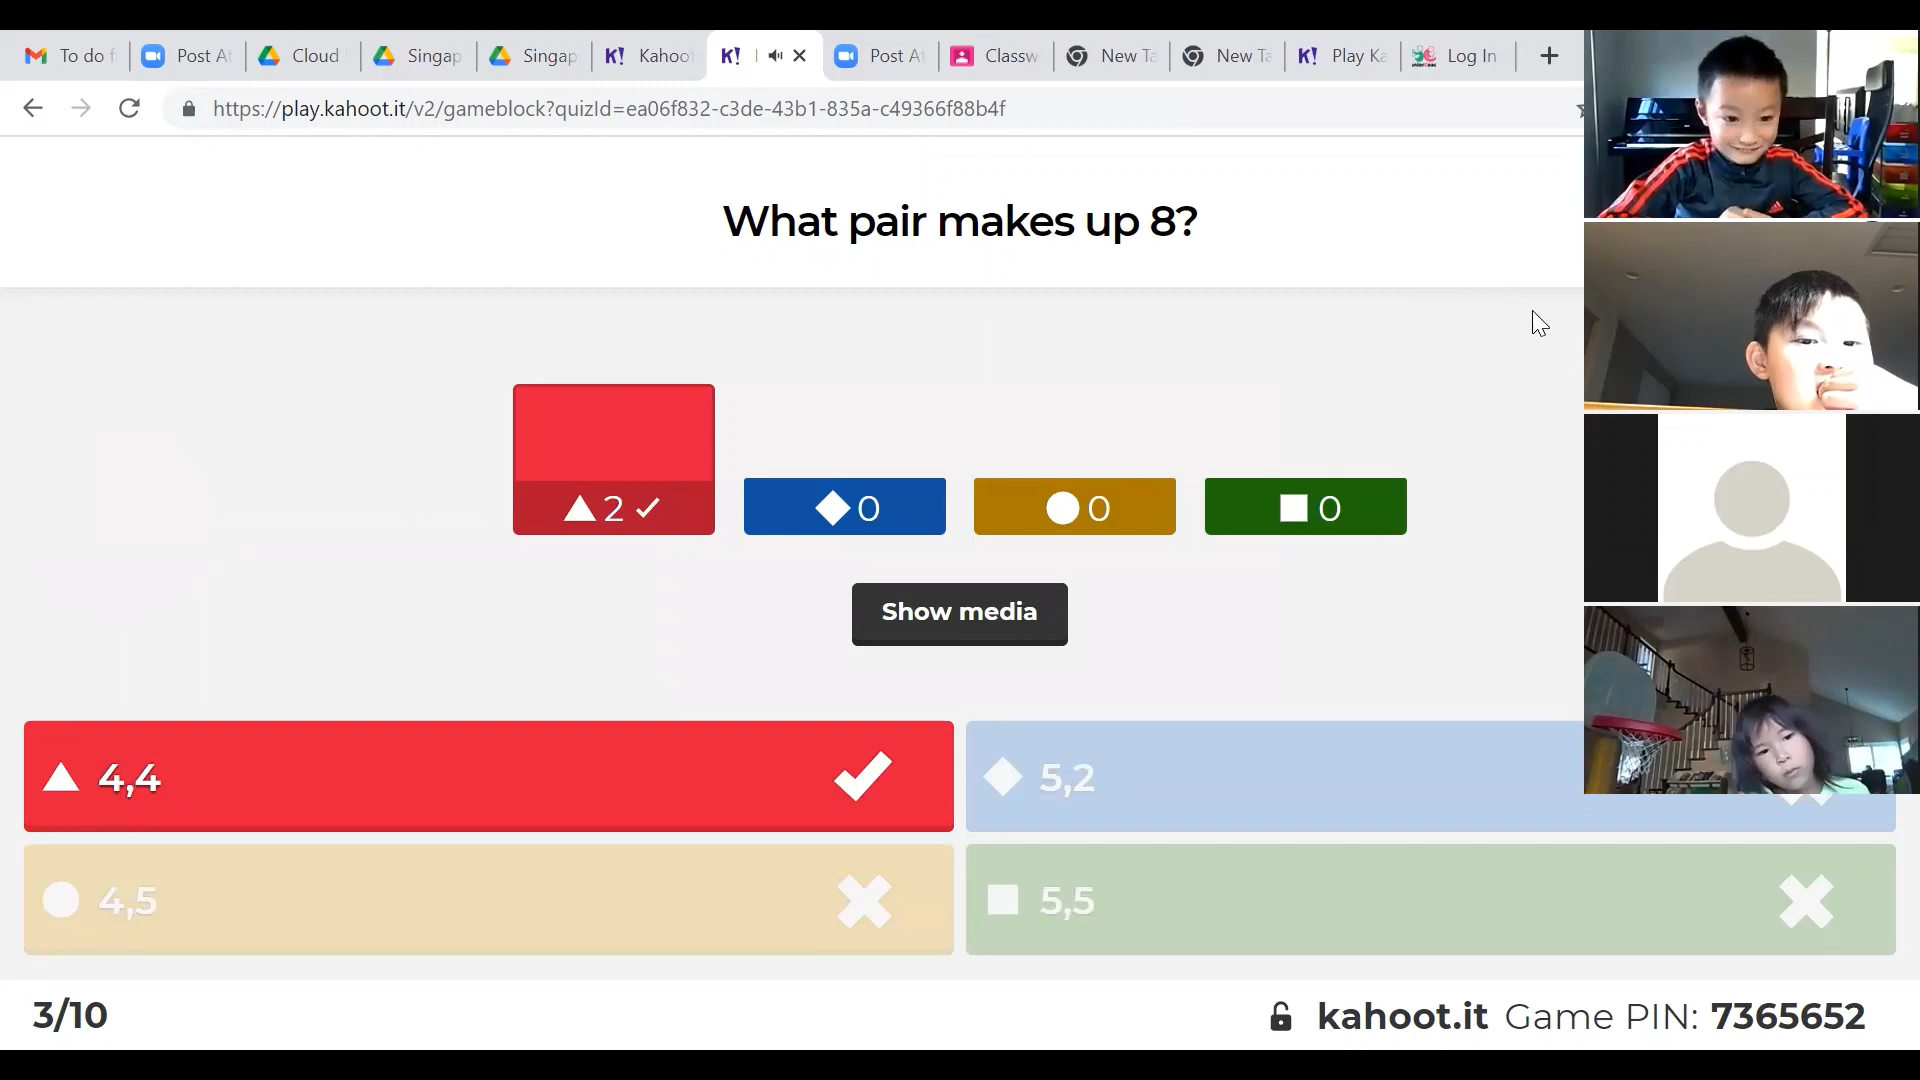 To do f
Post At
Cloud
Singap
Singap
K! Kahoot
K!
Post At
Classw
New Ta
New Ta
K! Play Ka
Log In
https://play.kahoot.it/v2/gameblock?quizId=ea06f832-c3de-43b1-835a-c49366f88b4f
What pair makes up 8?
2
0
0
0
Show media
4,4
5,2
4,5
5,5
3/10
kahoot.it Game PIN: 7365652